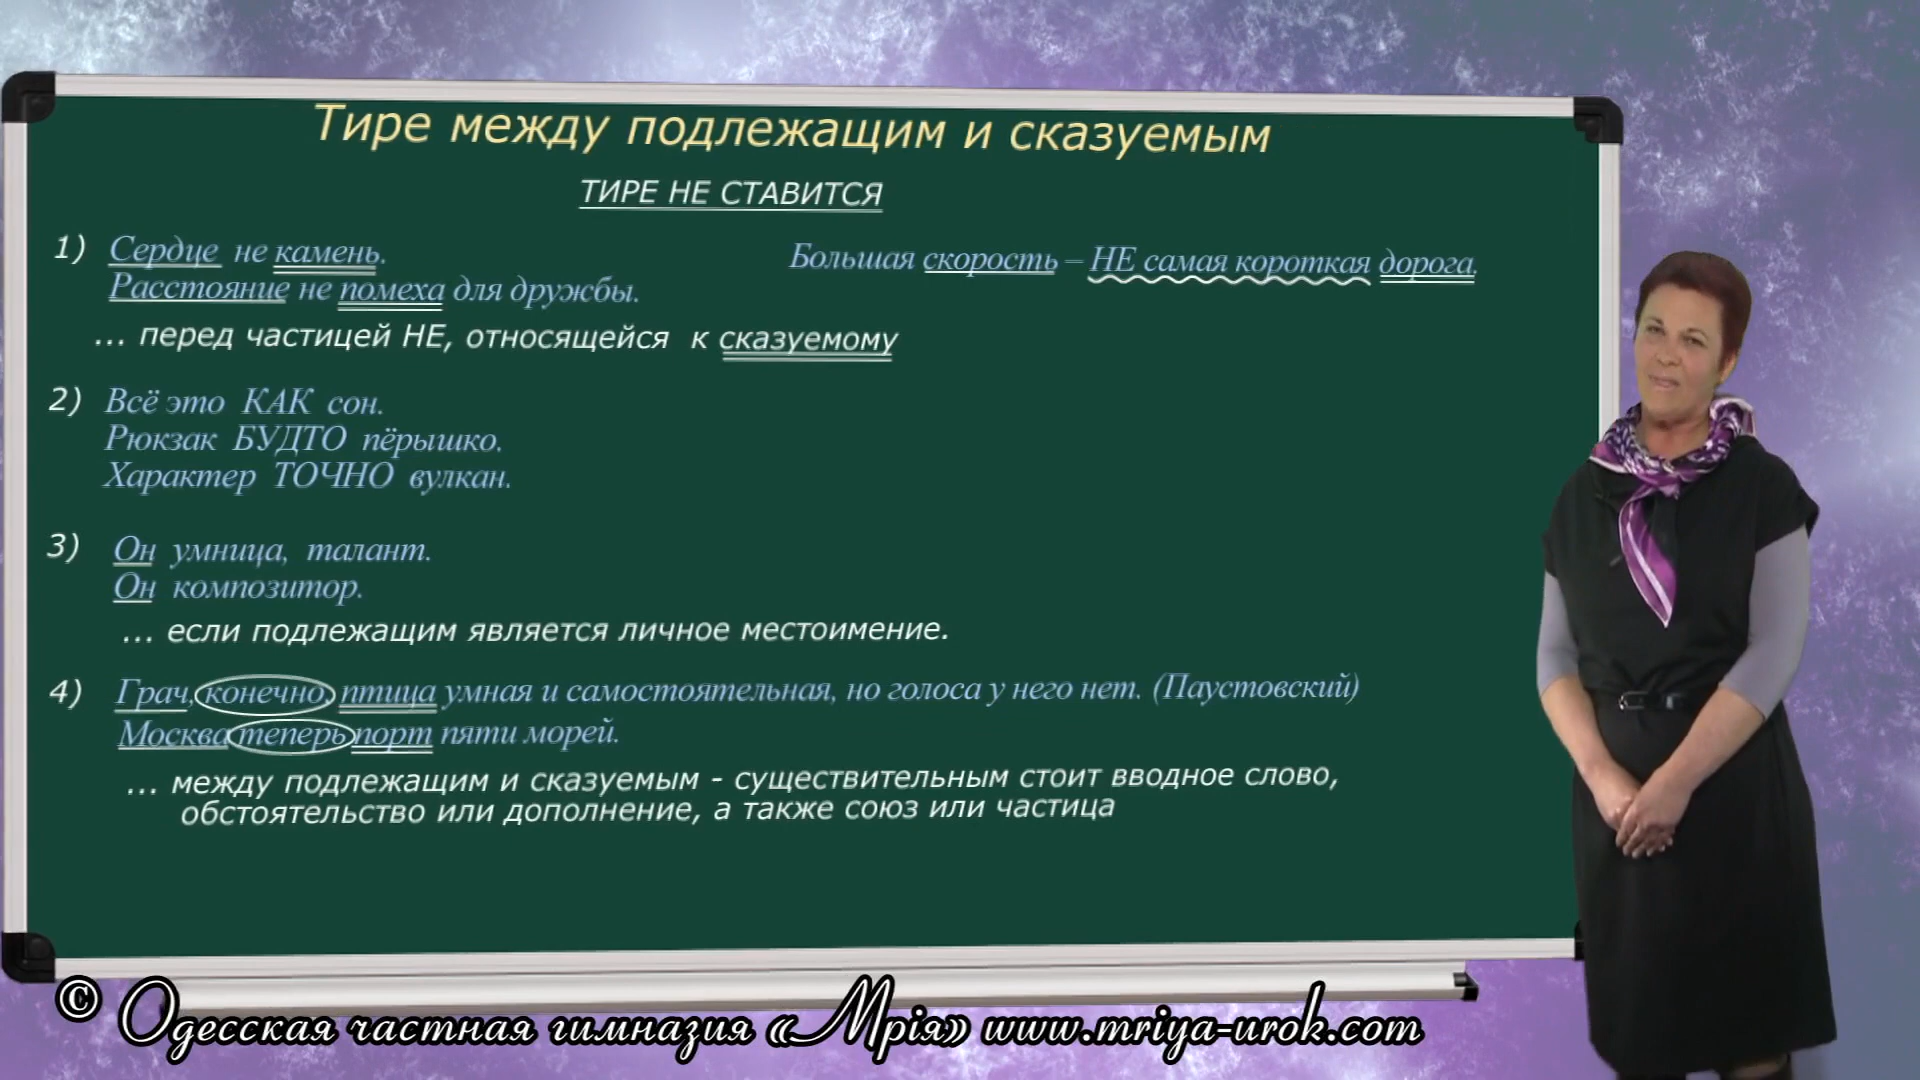 Тире между подлежащим и сказуемым
ТИРЕ НЕ СТАВИТСЯ
1) Сердце не камень.
Большая скорость – НЕ самая короткая дорога.
Расстояние не помеха для дружбы.
... перед частицей НЕ, относящейся к сказуемому
2) Всё это КАК сон.
Рюкзак БУДТО пёрышко.
Характер ТОЧНО вулкан.
3) Он умница, талант.
Он композитор.
... если подлежащим является личное местоимение.
4) Грач, конечно, птица умная и самостоятельная, но голоса у него нет. (Паустовский)
Москва теперь порт пяти морей.
... между подлежащим и сказуемым - существительным стоит вводное слово,
обстоятельство или дополнение, а также союз или частица
© Одесская частная гимназия «Мрія» www.mriya-urok.com